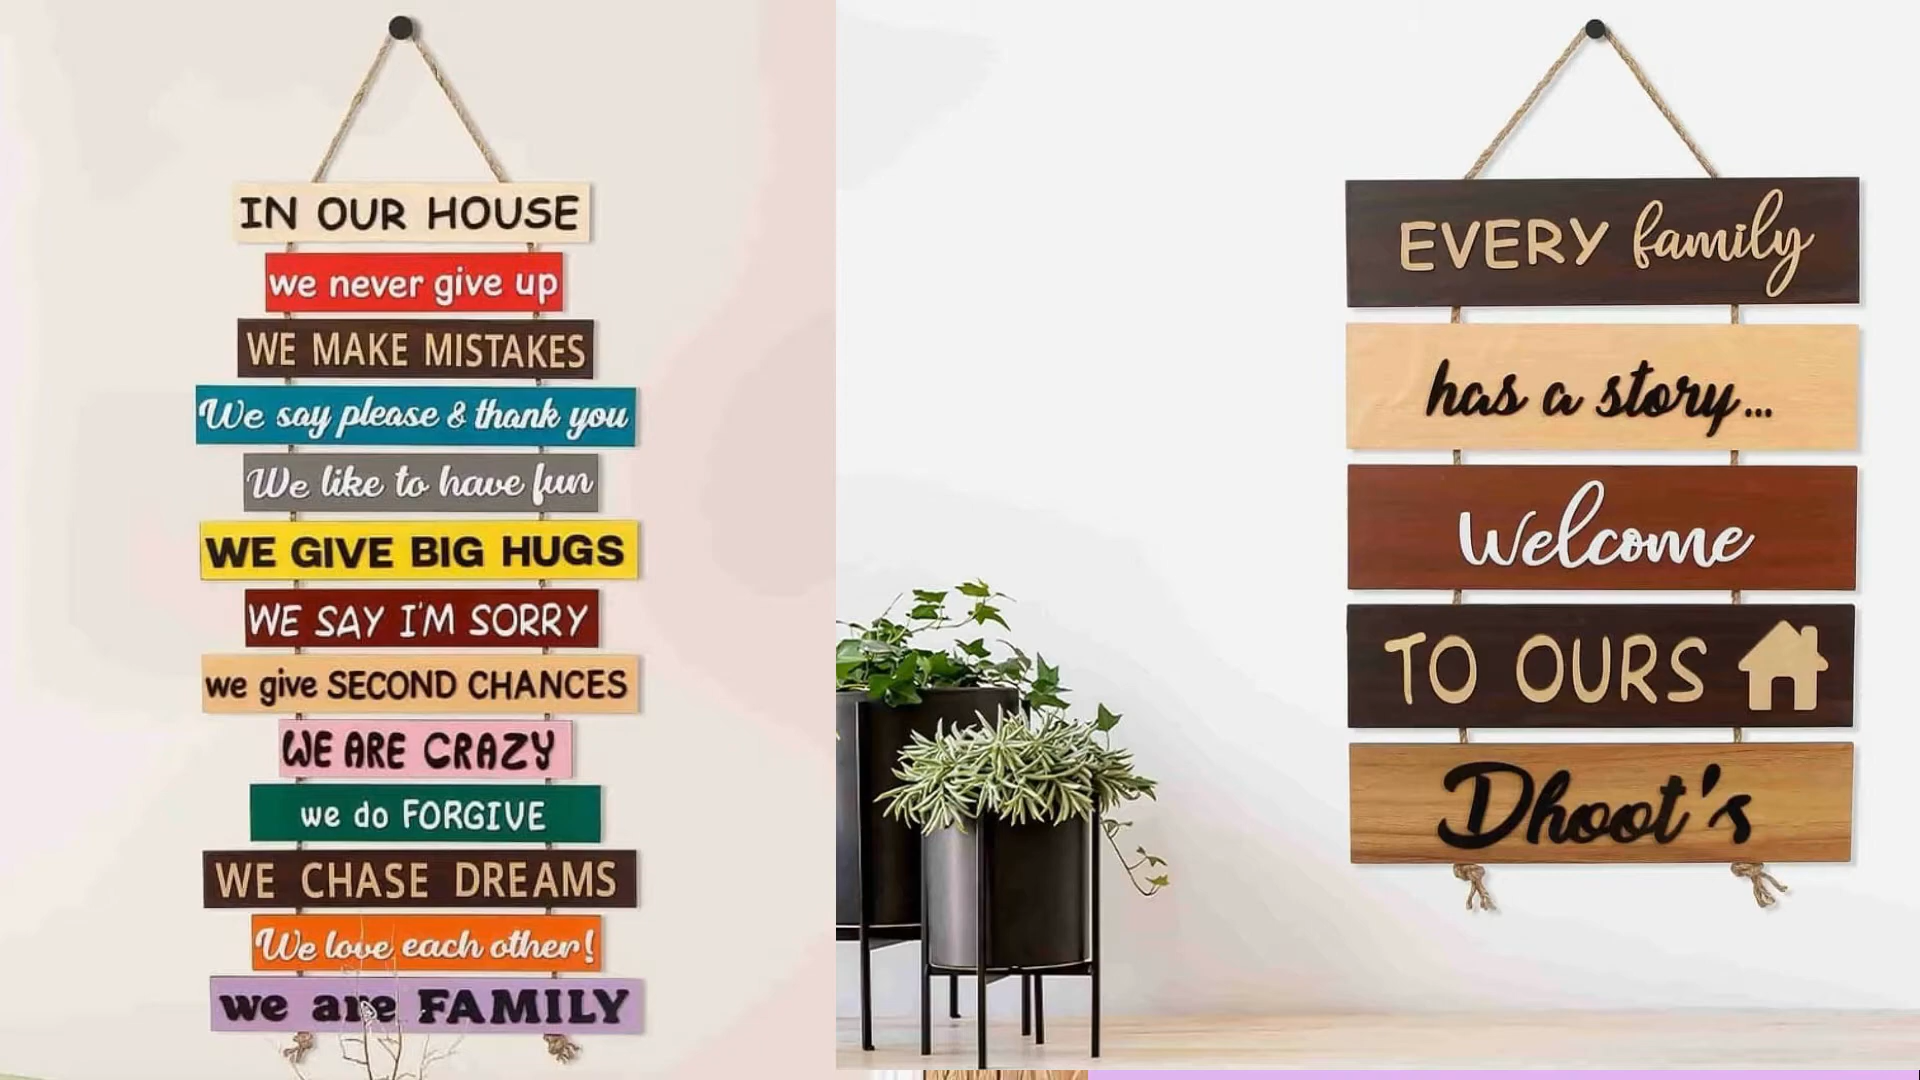 IN OUR HOUSE
we never give up
WE MAKE MISTAKES
We say please & thank you
We like to have fun
WE GIVE BIG HUGS
WE SAY I'M SORRY
we give SECOND CHANCES
WE ARE CRAZY
we do FORGIVE
WE CHASE DREAMS
We love each other!
we are FAMILY
EVERY family
has a story...
Welcome
TO OURS
Dhoot's